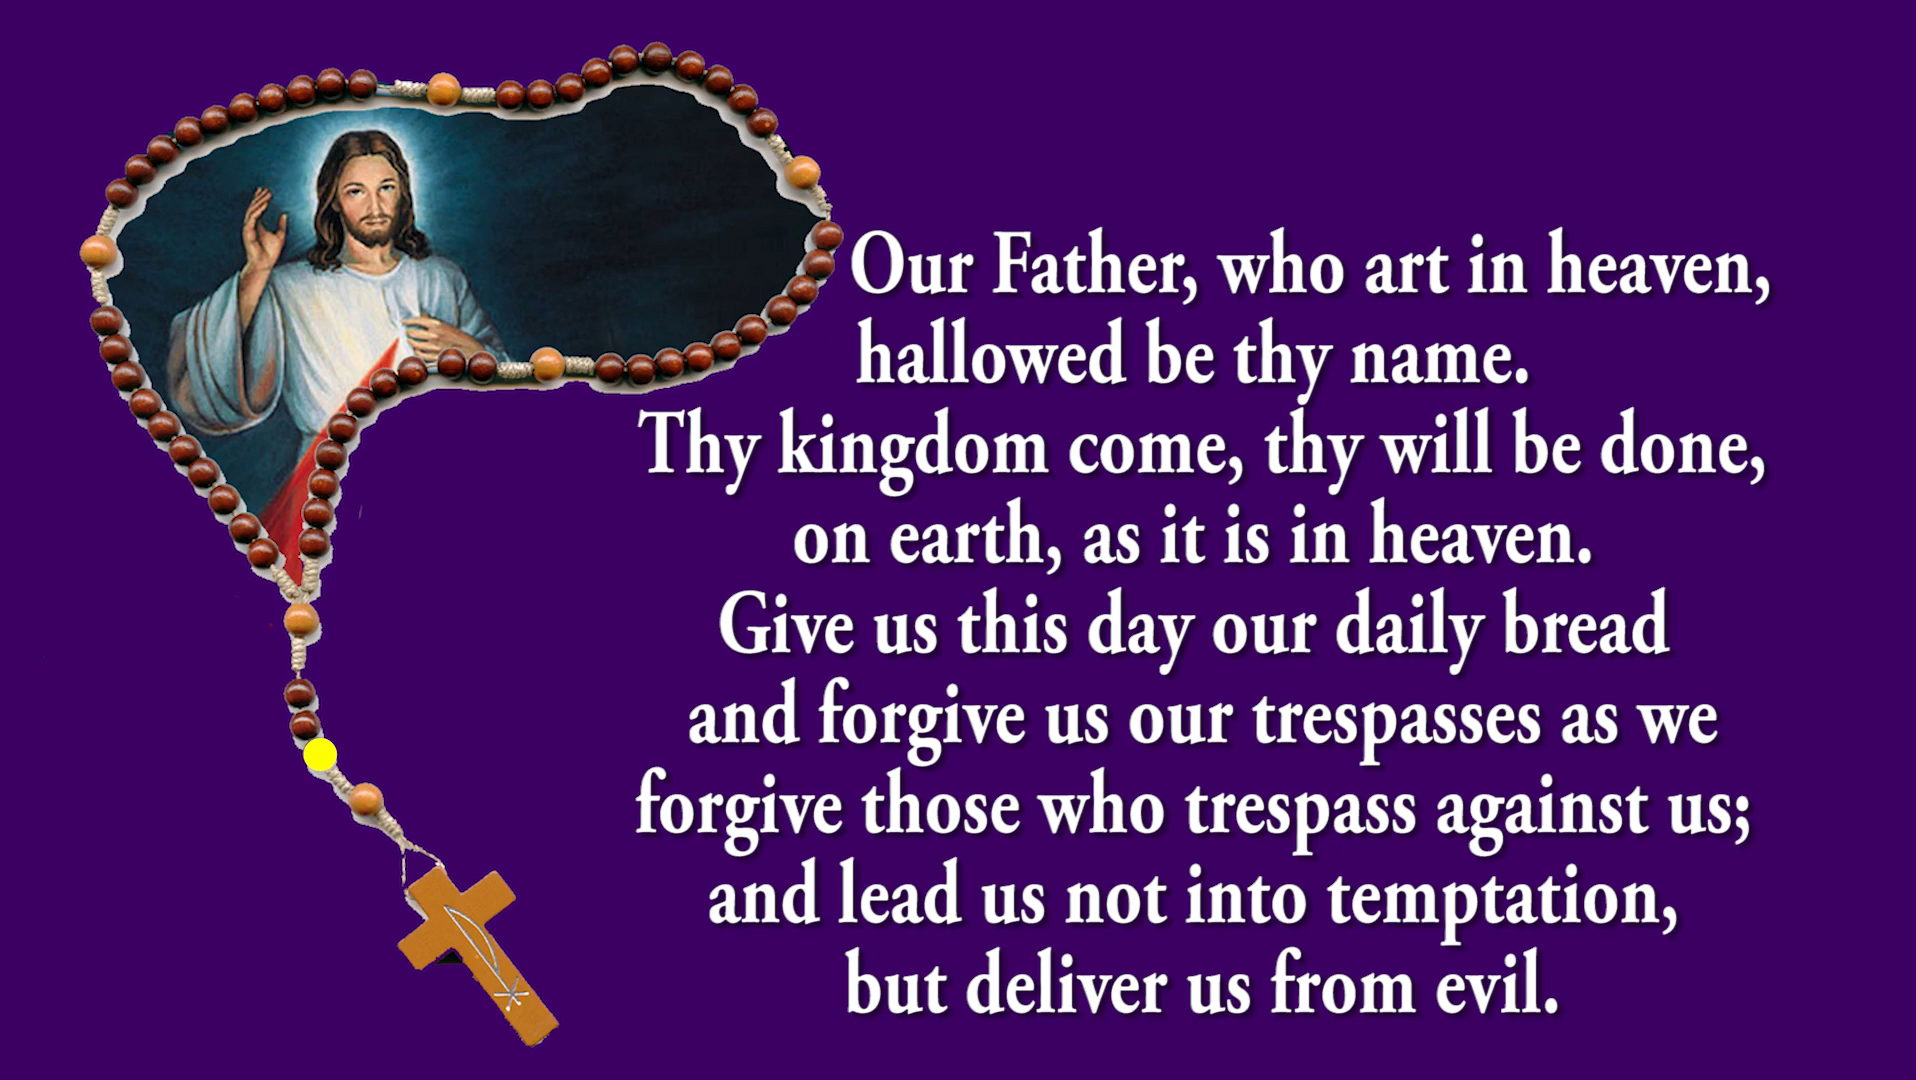 Our Father, who art in heaven,
hallowed be thy name.
Thy kingdom come, thy will be done,
on earth, as it is in heaven.
Give us this day our daily bread
and forgive us our trespasses as we
forgive those who trespass against us;
and lead us not into temptation,
but deliver us from evil.